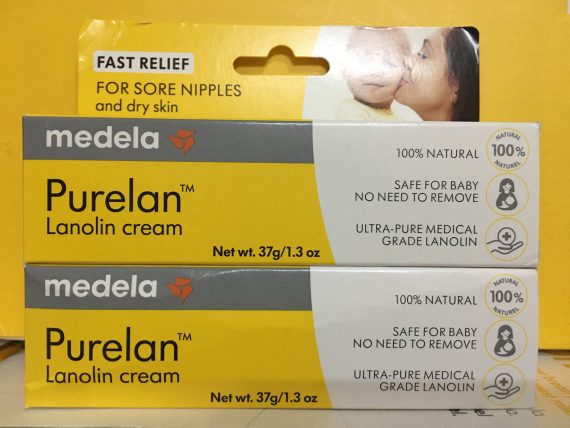 FAST RELIEF
FOR SORE NIPPLES
and dry skin
medela
Purelan™
Lanolin cream
Net wt. 37g/1.3 oz
100% NATURAL
SAFE FOR BABY
NO NEED TO REMOVE
ULTRA-PURE MEDICAL
GRADE LANOLIN
NATURAL
100%
NATUREL
medela
Purelan™
Lanolin cream
Net wt. 37g/1.3 oz
100% NATURAL
SAFE FOR BABY
NO NEED TO REMOVE
ULTRA-PURE MEDICAL
GRADE LANOLIN
NATURAL
100%
NATUREL